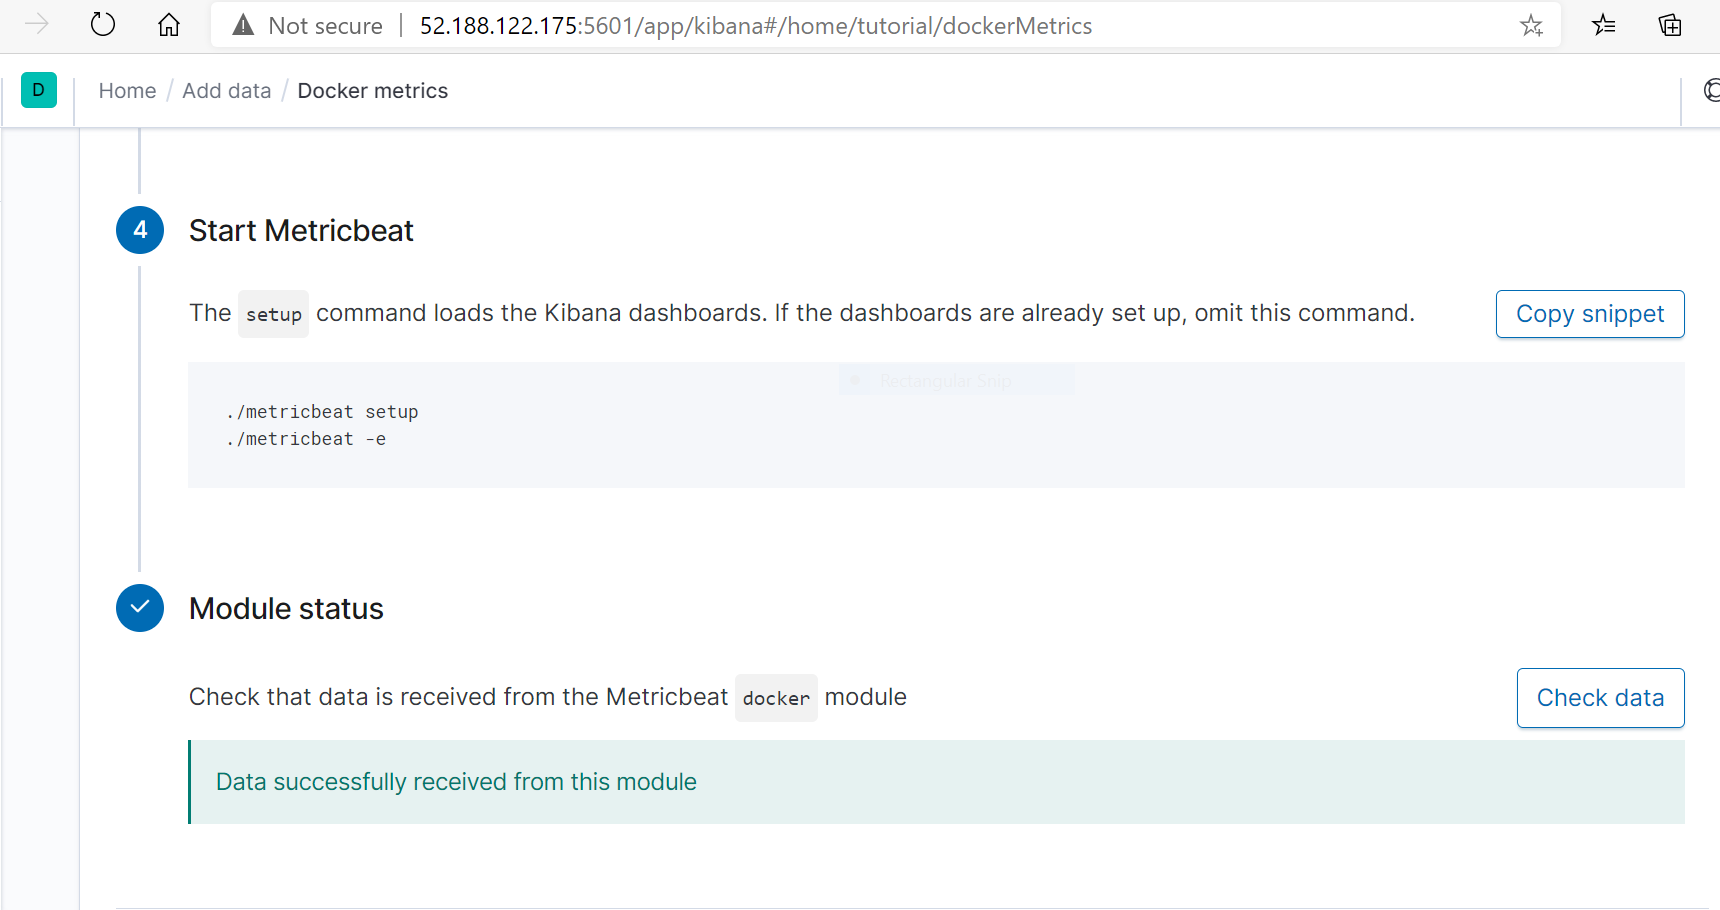 Not secure | 52.188.122.175:5601/app/kibana#/home/tutorial/dockerMetrics
D Home / Add data / Docker metrics
4 Start Metricbeat
The setup command loads the Kibana dashboards. If the dashboards are already set up, omit this command. Copy snippet
Rectangular Snip
./metricbeat setup
./metricbeat -e
Module status
Check that data is received from the Metricbeat docker module Check data
Data successfully received from this module